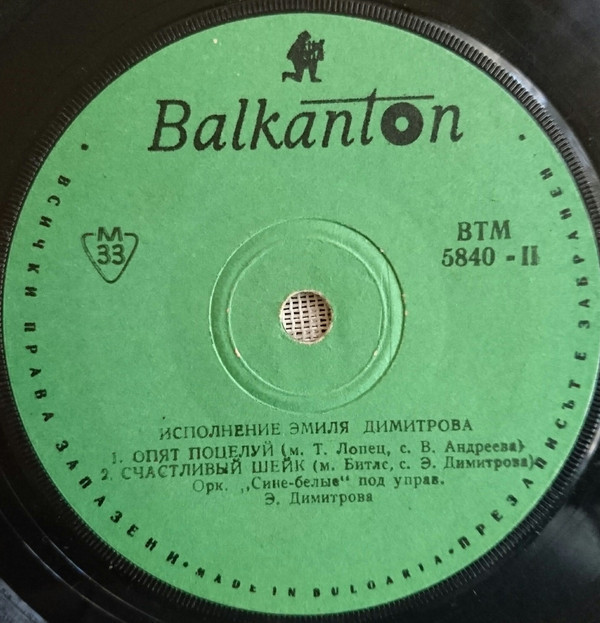 Balkanton
M
33
ВТМ
5840 - II
ИСПОЛНЕНИЕ ЭМИЛЯ ДИМИТРОВА
1. ОПЯТ ПОЦЕЛУЙ (м. Т. Лопец, с. В. Андреева)
2. СЧАСТЛИВЫЙ ШЕЙК (м. Битлс, с. Э. Димитрова)
Орк. „Сине-белые“ под управ.
Э. Димитрова
• ВСИЧКИ ПРАВА ЗАПАЗЕНИ • MADE IN BULGARIA • ПРЕЗАПИСЪТЕ ЗАБРАНЕН •